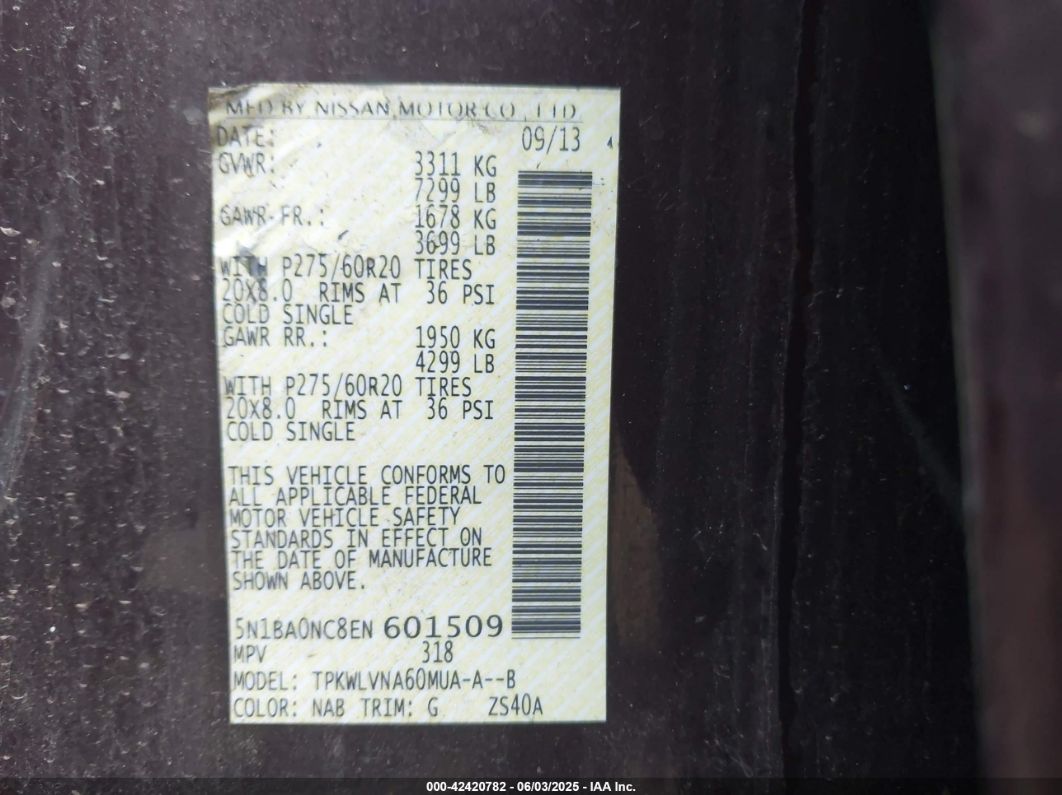 MFD BY NISSAN MOTOR CO., LTD.
DATE: 09/13
GVWR: 3311 KG
7299 LB
GAWR FR.: 1678 KG
3699 LB
WITH P275/60R20 TIRES
20X8.0 RIMS AT 36 PSI
COLD SINGLE
GAWR RR.: 1950 KG
4299 LB
WITH P275/60R20 TIRES
20X8.0 RIMS AT 36 PSI
COLD SINGLE
THIS VEHICLE CONFORMS TO
ALL APPLICABLE FEDERAL
MOTOR VEHICLE SAFETY
STANDARDS IN EFFECT ON
THE DATE OF MANUFACTURE
SHOWN ABOVE.
5N1BA0NC8EN 601509
MPV 318
MODEL: TPKWLVNA60MUA-A--B
COLOR: NAB TRIM: G ZS40A
000-42420782 - 06/03/2025 - IAA Inc.